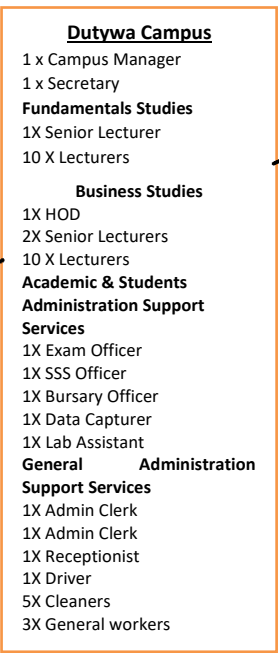 Dutywa Campus
1 x Campus Manager
1 x Secretary
Fundamentals Studies
1X Senior Lecturer
10 X Lecturers
Business Studies
1X HOD
2X Senior Lecturers
10 X Lecturers
Academic & Students
Administration Support
Services
1X Exam Officer
1X SSS Officer
1X Bursary Officer
1X Data Capturer
1X Lab Assistant
General Administration
Support Services
1X Admin Clerk
1X Admin Clerk
1X Receptionist
1X Driver
5X Cleaners
3X General workers